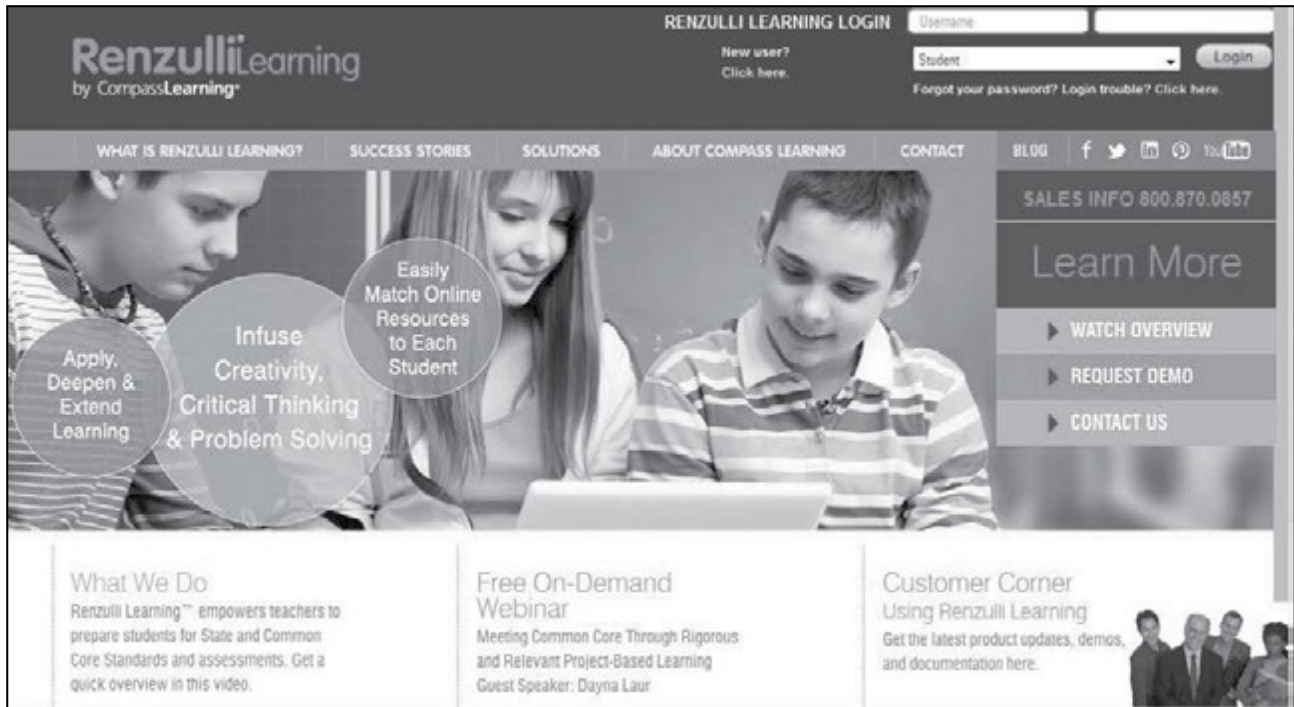 RenzulliLearning
by CompassLearning
RENZULLI LEARNING LOGIN
Username
New user?
Click here.
Student
Login
Forgot your password? Login trouble? Click here.
WHAT IS RENZULLI LEARNING?
SUCCESS STORIES
SOLUTIONS
ABOUT COMPASS LEARNING
CONTACT
BLOG
f
in
You Tube
SALES INFO 800.870.0857
Learn More
WATCH OVERVIEW
REQUEST DEMO
CONTACT US
Apply,
Deepen &
Extend
Learning
Infuse
Creativity,
Critical Thinking
& Problem Solving
Easily
Match Online
Resources
to Each
Student
What We Do
Renzulli Learning™ empowers teachers to
prepare students for State and Common
Core Standards and assessments. Get a
quick overview in this video.
Free On-Demand
Webinar
Meeting Common Core Through Rigorous
and Relevant Project-Based Learning
Guest Speaker: Dayna Laur
Customer Corner
Using Renzulli Learning
Get the latest product updates, demos,
and documentation here.